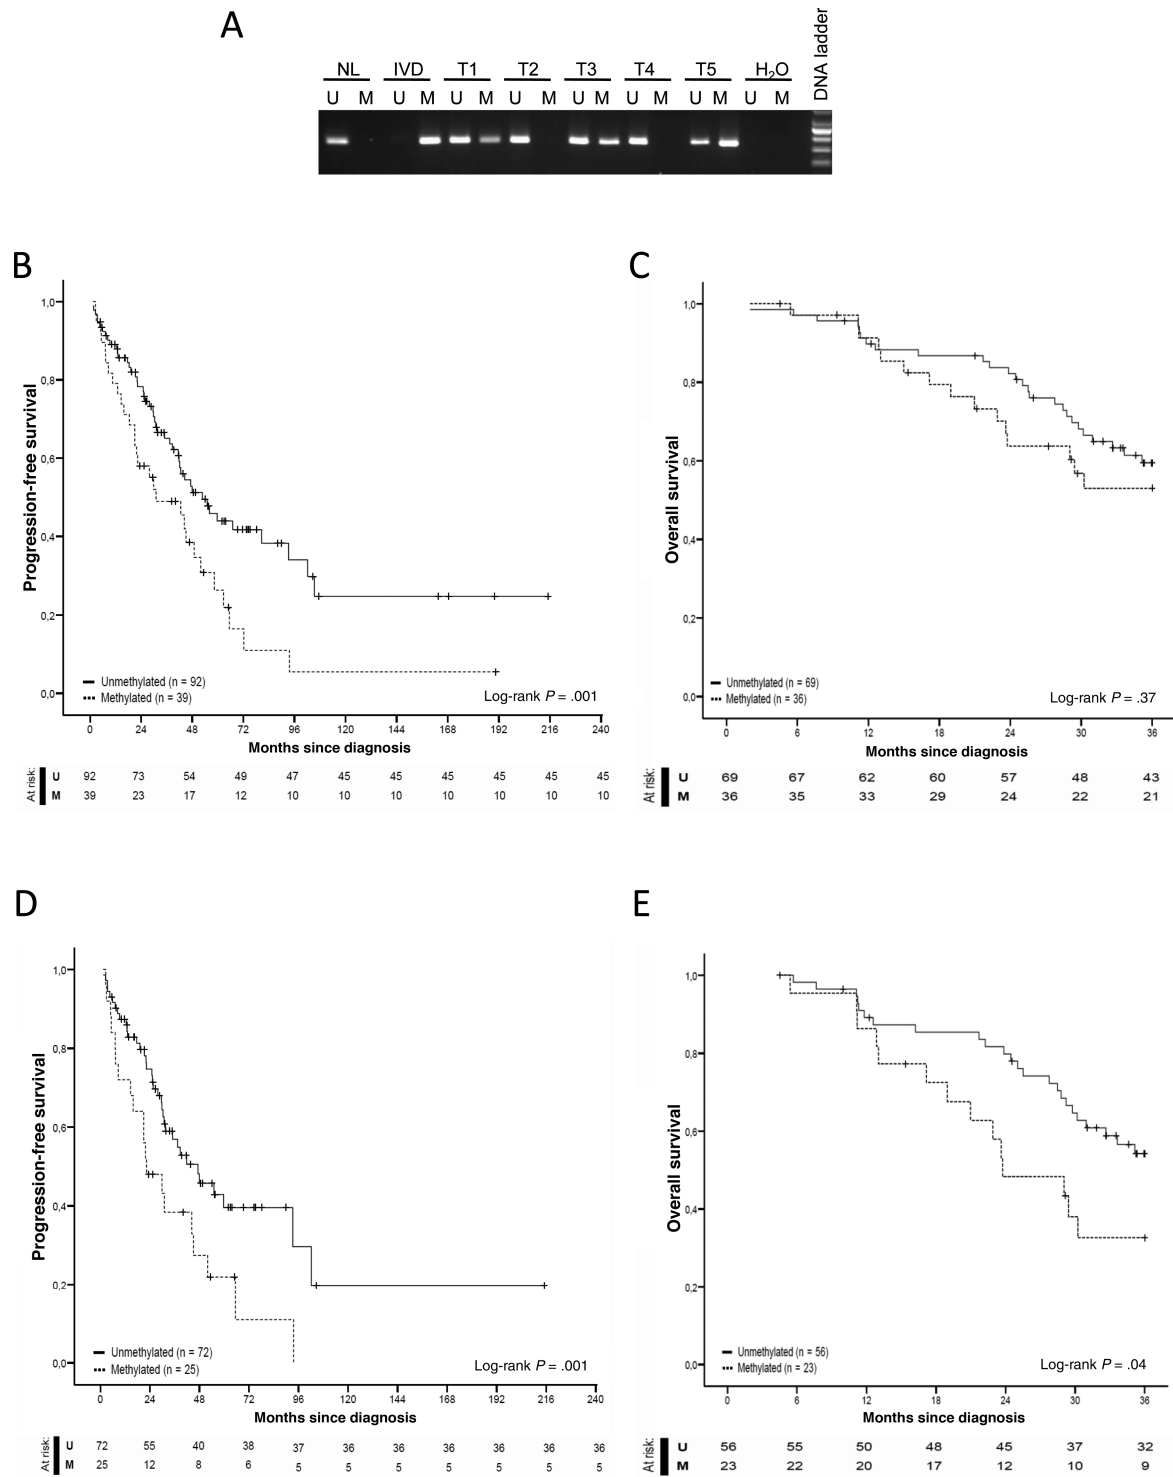 A
NL IVD T1 T2 T3 T4 T5 H₂O DNA ladder
U M U M U M U M U M U M U M U M
B
Progression-free survival
1,0
0,8
0,6
0,4
0,2
0,0
Unmethylated (n = 92)
Methylated (n = 39)
Log-rank P = .001
0 24 48 72 96 120 144 168 192 216 240
Months since diagnosis
At risk:
U 92 73 54 49 47 45 45 45 45 45 45
M 39 23 17 12 10 10 10 10 10 10 10
C
Overall survival
1,0
0,8
0,6
0,4
0,2
0,0
Unmethylated (n = 69)
Methylated (n = 36)
Log-rank P = .37
0 6 12 18 24 30 36
Months since diagnosis
At risk:
U 69 67 62 60 57 48 43
M 36 35 33 29 24 22 21
D
Progression-free survival
1,0
0,8
0,6
0,4
0,2
0,0
Unmethylated (n = 72)
Methylated (n = 25)
Log-rank P = .001
0 24 48 72 96 120 144 168 192 216 240
Months since diagnosis
At risk:
U 72 55 40 38 37 36 36 36 36 36 36
M 25 12 8 6 5 5 5 5 5 5 5
E
Overall survival
1,0
0,8
0,6
0,4
0,2
0,0
Unmethylated (n = 56)
Methylated (n = 23)
Log-rank P = .04
0 6 12 18 24 30 36
Months since diagnosis
At risk:
U 56 55 50 48 45 37 32
M 23 22 20 17 12 10 9